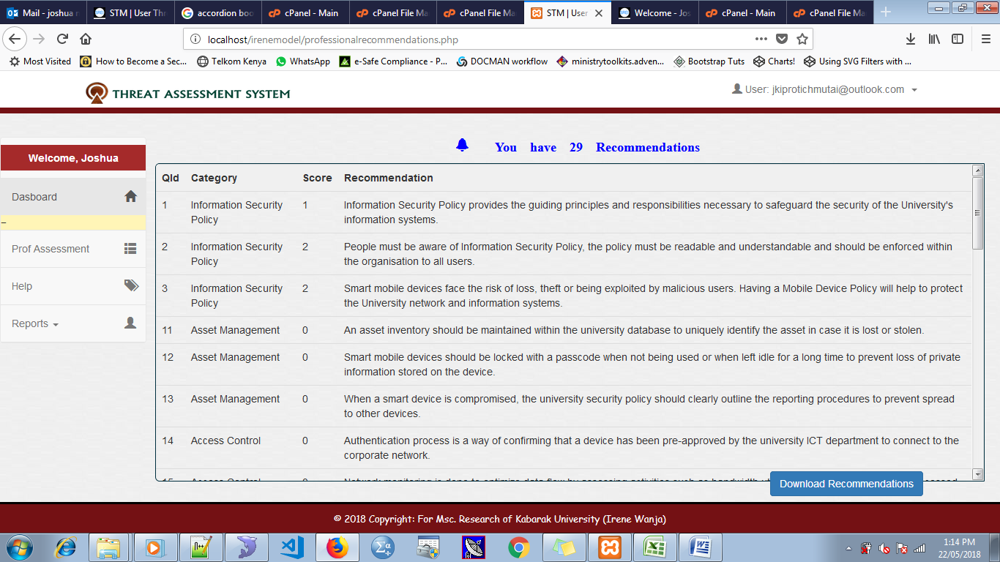 Mail - joshua n
STM | User Thr
accordion boo
cPanel - Main
cPanel File Ma
cPanel File Ma
STM | User
Welcome - Jos
cPanel - Main
cPanel File Ma
localhost/irenemodel/professionalrecommendations.php
Most Visited
How to Become a Sec...
Telkom Kenya
WhatsApp
e-Safe Compliance - P...
DOCMAN workflow
ministrytoolkits.adven...
Bootstrap Tuts
Charts!
Using SVG Filters with ...
THREAT ASSESSMENT SYSTEM
User: jkiprotichmutai@outlook.com
Welcome, Joshua
Dasboard
Prof Assessment
Help
Reports
You have 29 Recommendations
QId Category Score Recommendation
1 Information Security Policy 1 Information Security Policy provides the guiding principles and responsibilities necessary to safeguard the security of the University's
information systems.
2 Information Security Policy 2 People must be aware of Information Security Policy, the policy must be readable and understandable and should be enforced within
the organisation to all users.
3 Information Security Policy 2 Smart mobile devices face the risk of loss, theft or being exploited by malicious users. Having a Mobile Device Policy will help to protect
the University network and information systems.
11 Asset Management 0 An asset inventory should be maintained within the university database to uniquely identify the asset in case it is lost or stolen.
12 Asset Management 0 Smart mobile devices should be locked with a passcode when not being used or when left idle for a long time to prevent loss of private
information stored on the device.
13 Asset Management 0 When a smart device is compromised, the university security policy should clearly outline the reporting procedures to prevent spread
to other devices.
14 Access Control 0 Authentication process is a way of confirming that a device has been pre-approved by the university ICT department to connect to the
corporate network.
Download Recommendations
© 2018 Copyright: For Msc. Research of Kabarak University (Irene Wanja)
1:14 PM
22/05/2018